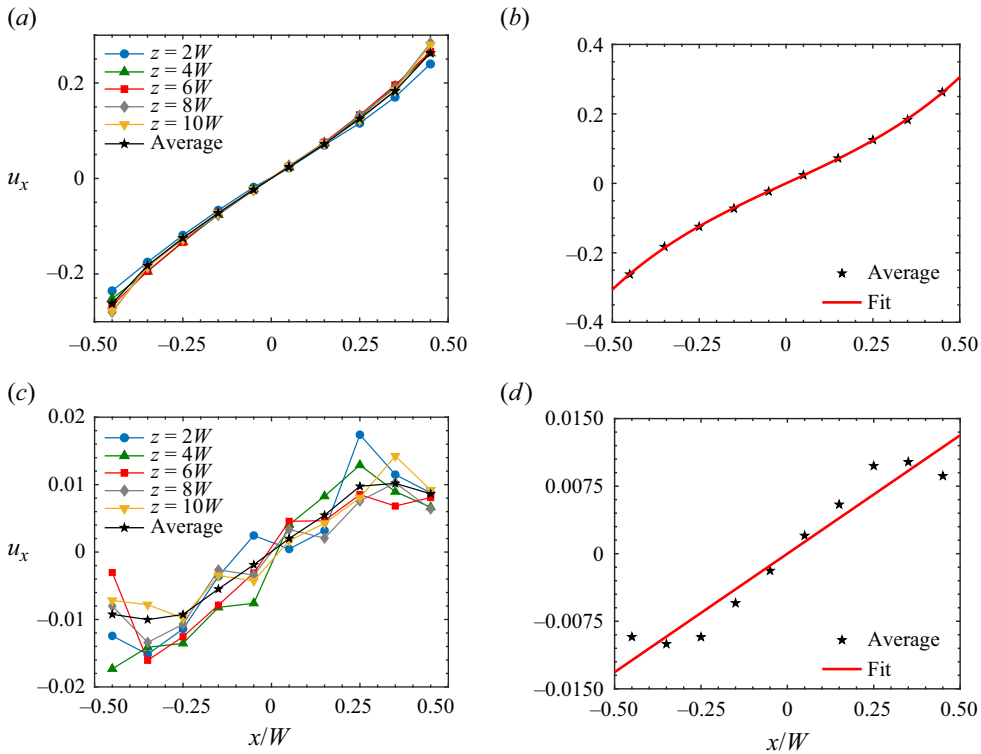 (a)
0.2
0
–0.2
u_x
z = 2W
z = 4W
z = 6W
z = 8W
z = 10W
Average
–0.50 –0.25 0 0.25 0.50
(b)
0.4
0.2
0
–0.2
–0.4
Average
Fit
–0.50 –0.25 0 0.25 0.50
(c)
0.02
0.01
0
–0.01
–0.02
u_x
z = 2W
z = 4W
z = 6W
z = 8W
z = 10W
Average
–0.50 –0.25 0 0.25 0.50
x/W
(d)
0.0150
0.0075
0
–0.0075
–0.0150
Average
Fit
–0.50 –0.25 0 0.25 0.50
x/W